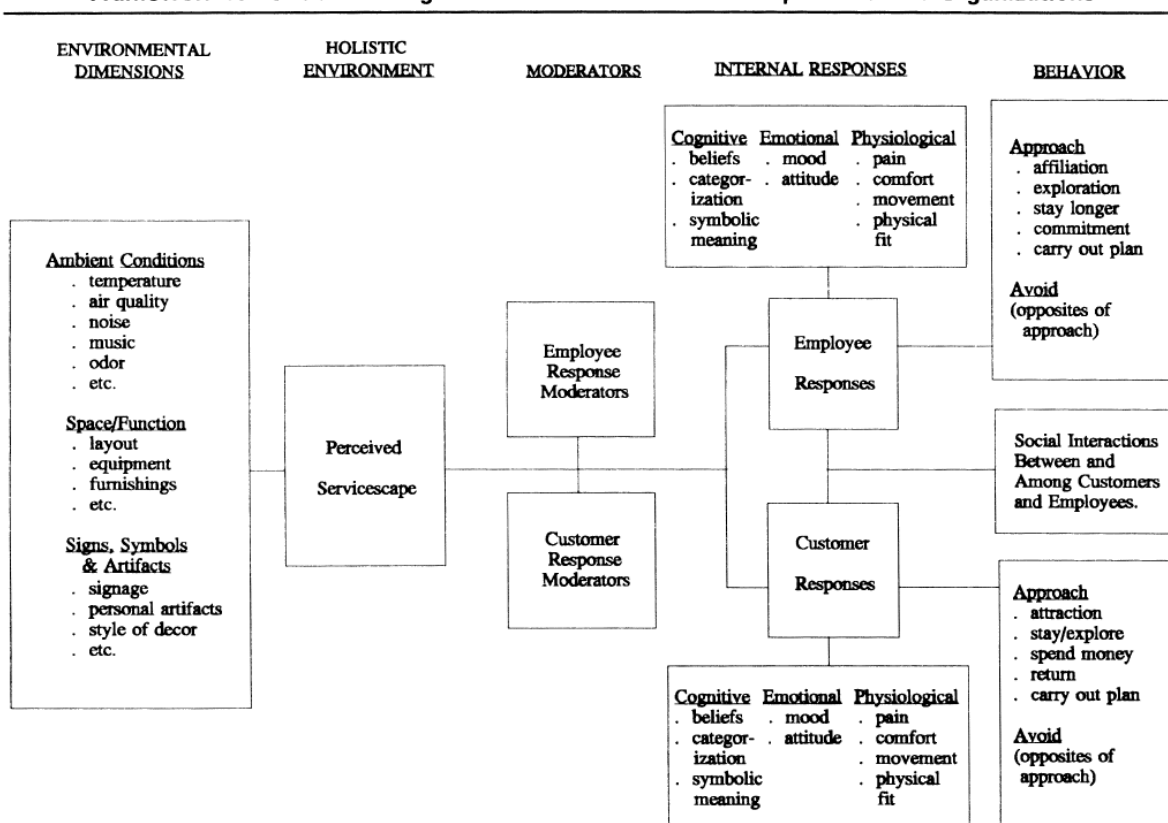 ENVIRONMENTAL
DIMENSIONS
HOLISTIC
ENVIRONMENT
MODERATORS
INTERNAL RESPONSES
BEHAVIOR
Ambient Conditions
. temperature
. air quality
. noise
. music
. odor
. etc.
Space/Function
. layout
. equipment
. furnishings
. etc.
Signs, Symbols
& Artifacts
. signage
. personal artifacts
. style of decor
. etc.
Perceived
Servicescape
Employee
Response
Moderators
Customer
Response
Moderators
Cognitive Emotional Physiological
. beliefs . mood . pain
. categor- . attitude . comfort
ization . movement
. symbolic . physical
meaning fit
Employee
Responses
Customer
Responses
Cognitive Emotional Physiological
. beliefs . mood . pain
. categor- . attitude . comfort
ization . movement
. symbolic . physical
meaning fit
Approach
. affiliation
. exploration
. stay longer
. commitment
. carry out plan
Avoid
(opposites of
approach)
Social Interactions
Between and
Among Customers
and Employees.
Approach
. attraction
. stay/explore
. spend money
. return
. carry out plan
Avoid
(opposites of
approach)